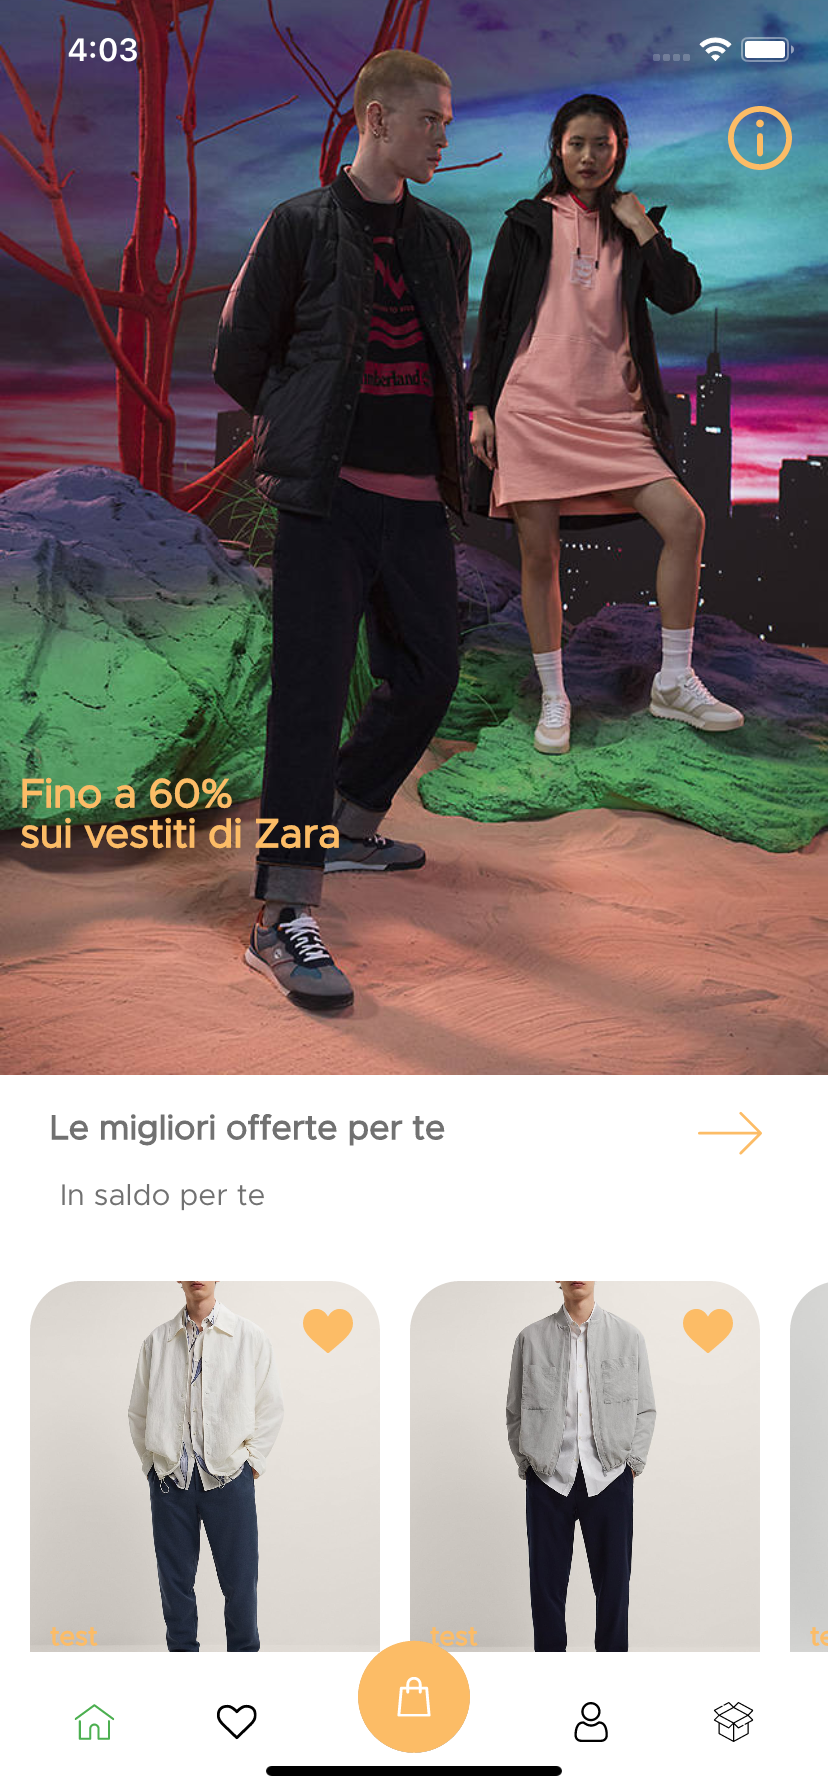 4:03
Fino a 60%
sui vestiti di Zara
Le migliori offerte per te
In saldo per te
test
test
te